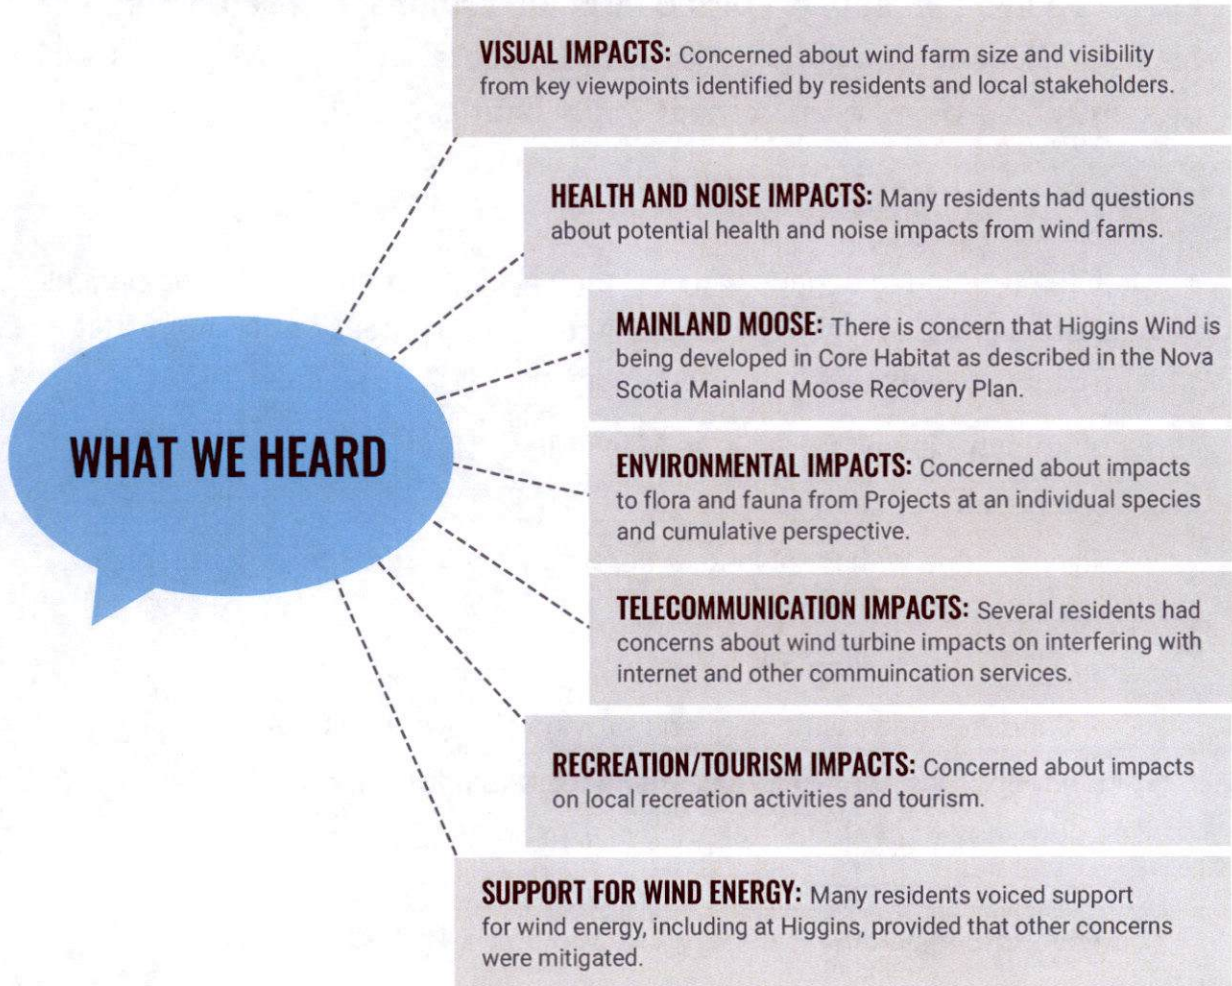 VISUAL IMPACTS: Concerned about wind farm size and visibility
from key viewpoints identified by residents and local stakeholders.
HEALTH AND NOISE IMPACTS: Many residents had questions
about potential health and noise impacts from wind farms.
MAINLAND MOOSE: There is concern that Higgins Wind is
being developed in Core Habitat as described in the Nova
Scotia Mainland Moose Recovery Plan.
WHAT WE HEARD
ENVIRONMENTAL IMPACTS: Concerned about impacts
to flora and fauna from Projects at an individual species
and cumulative perspective.
TELECOMMUNICATION IMPACTS: Several residents had
concerns about wind turbine impacts on interfering with
internet and other commuincation services.
RECREATION/TOURISM IMPACTS: Concerned about impacts
on local recreation activities and tourism.
SUPPORT FOR WIND ENERGY: Many residents voiced support
for wind energy, including at Higgins, provided that other concerns
were mitigated.